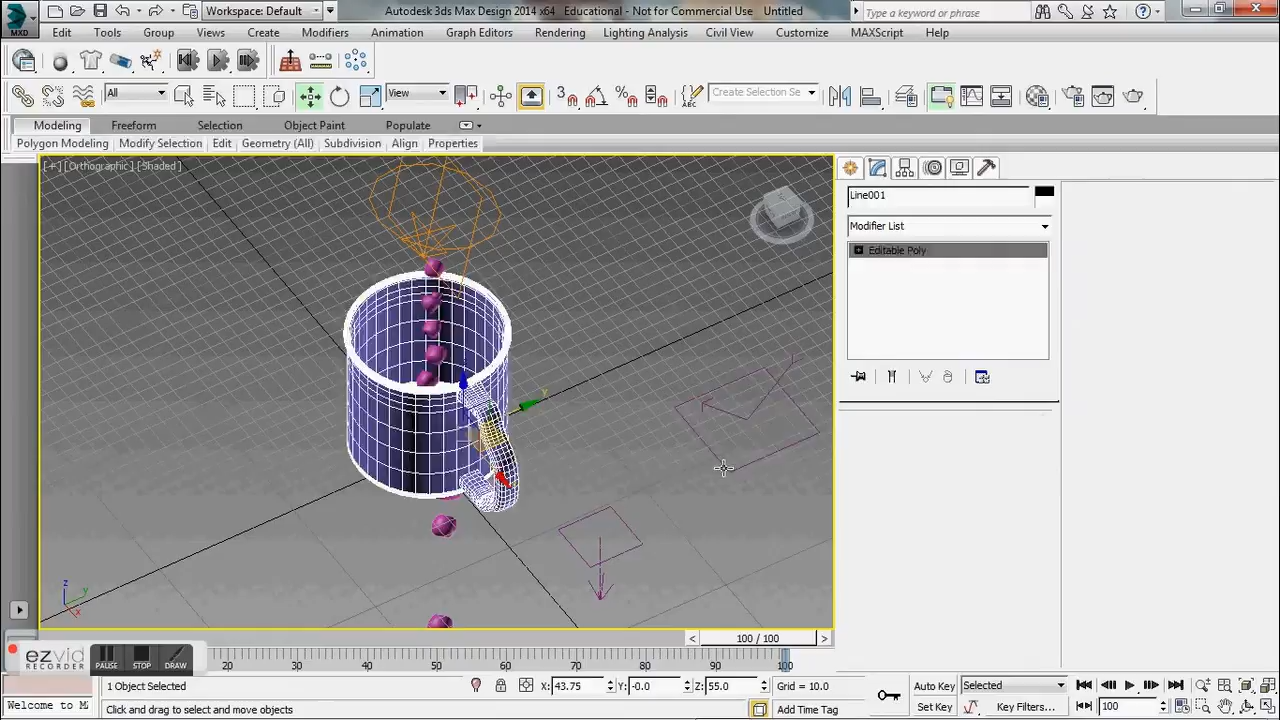 Workspace: Default
Autodesk 3ds Max Design 2014 x64
Educational - Not for Commercial Use
Untitled
Type a keyword or phrase
MXD
Edit Tools Group Views Create Modifiers Animation Graph Editors Rendering Lighting Analysis Civil View Customize MAXScript Help
All View 3 Create Selection Se
ABC
Modeling Freeform Selection Object Paint Populate
Polygon Modeling Modify Selection Edit Geometry (All) Subdivision Align Properties
[+] [Orthographic] [Shaded]
Line001
Modifier List
Editable Poly
y
z
y
x
< 100 / 100 >
ezvid
RECORDER
PAUSE STOP DRAW
20 30 40 50 60 70 80 90 100
1 Object Selected X: 43.75 Y: -0.0 Z: 55.0 Grid = 10.0 Auto Key Selected
Welcome to M Click and drag to select and move objects Add Time Tag Set Key Key Filters... 100